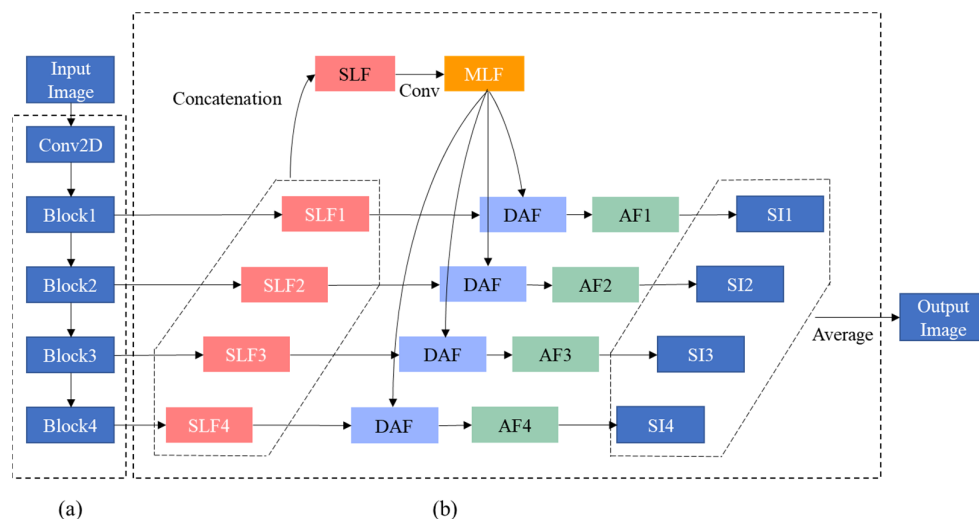 Input
Image
Conv2D
Block1
Block2
Block3
Block4
(a)
Concatenation
SLF
Conv
MLF
SLF1
DAF
AF1
SI1
SLF2
DAF
AF2
SI2
SLF3
DAF
AF3
SI3
SLF4
DAF
AF4
SI4
Average
Output
Image
(b)